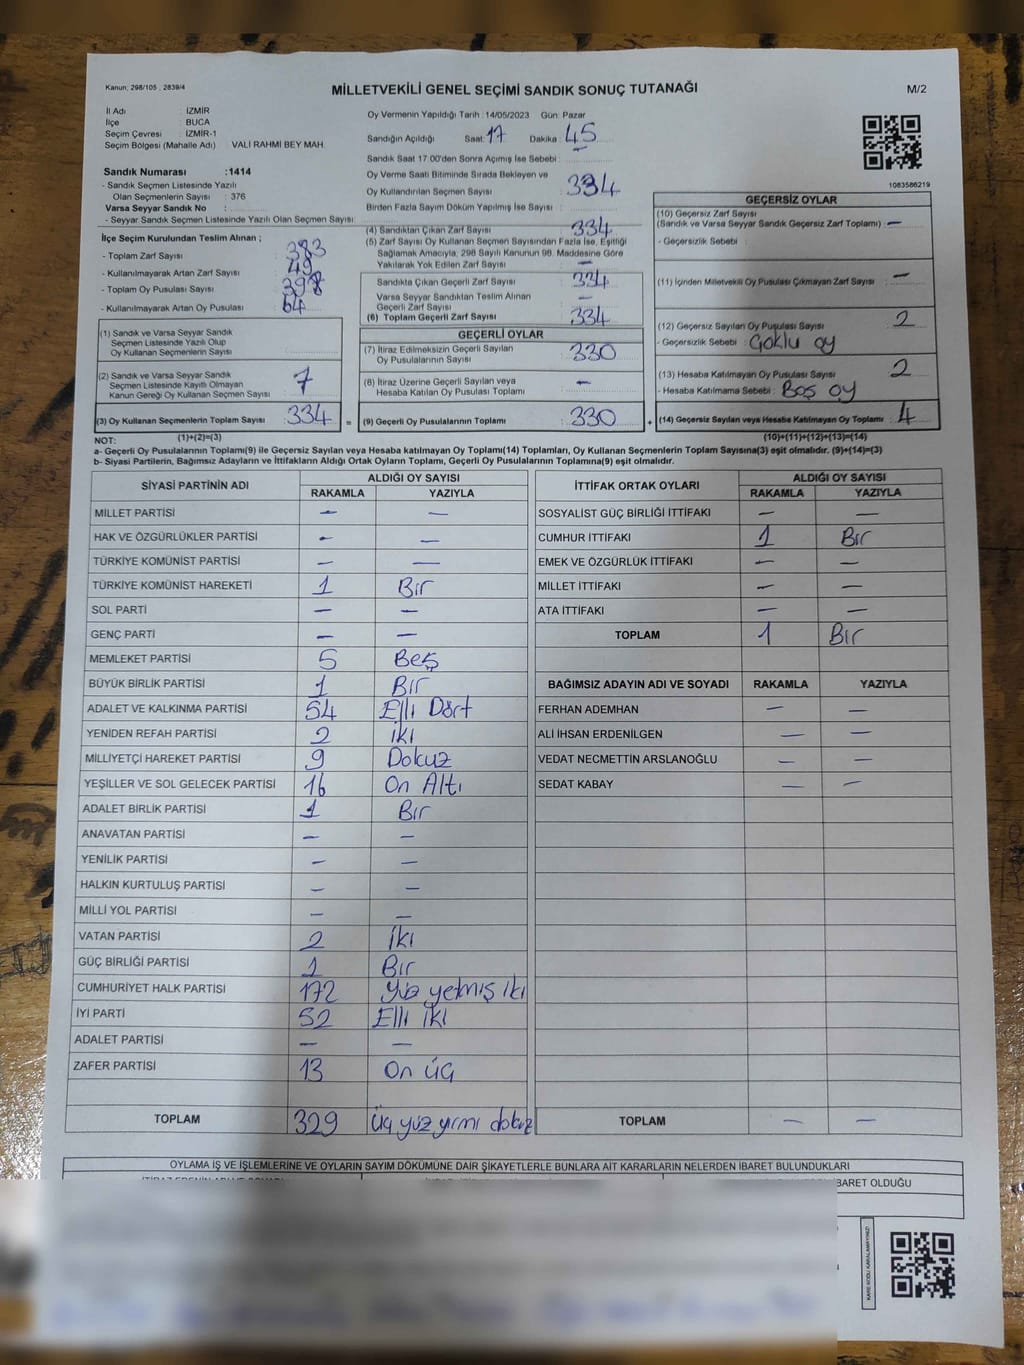 Kanun; 298/105 , 2839/4
MİLLETVEKİLİ GENEL SEÇİMİ SANDIK SONUÇ TUTANAĞI
M/2
İl Adı : İZMİR
İlçe : BUCA
Seçim Çevresi : İZMİR-1
Seçim Bölgesi (Mahalle Adı) : VALİ RAHMİ BEY MAH.
Oy Vermenin Yapıldığı Tarih : 14/05/2023 Gün: Pazar
Sandığın Açıldığı Saat: 17 Dakika : 45
Sandık Saat 17.00'den Sonra Açımış İse Sebebi : –
Sandık Numarası : 1414
- Sandık Seçmen Listesinde Yazılı
Olan Seçmenlerin Sayısı : 376
Varsa Seyyar Sandık No :
- Seyyar Sandık Seçmen Listesinde Yazılı Olan Seçmen Sayısı:
Oy Verme Saati Bitiminde Sırada Bekleyen ve
Oy Kullandırılan Seçmen Sayısı 334
Birden Fazla Sayım Döküm Yapılmış İse Sayısı :
1083586219
İlçe Seçim Kurulundan Teslim Alınan ;
- Toplam Zarf Sayısı 383
- Kullanılmayarak Artan Zarf Sayısı 49
- Toplam Oy Pusulası Sayısı 398
- Kullanılmayarak Artan Oy Pusulası 64
(4) Sandıktan Çıkan Zarf Sayısı 334
(5) Zarf Sayısı Oy Kullanan Seçmen Sayısından Fazla İse, Eşitliği
Sağlamak Amacıyla, 298 Sayılı Kanunun 98. Maddesine Göre
Yakılarak Yok Edilen Zarf Sayısı –
Sandıkta Çıkan Geçerli Zarf Sayısı 334
Varsa Seyyar Sandıktan Teslim Alınan
Geçerli Zarf Sayısı –
(6) Toplam Geçerli Zarf Sayısı 334
GEÇERSİZ OYLAR
(10) Geçersiz Zarf Sayısı
(Sandık ve Varsa Seyyar Sandık Geçersiz Zarf Toplamı) –
- Geçersizlik Sebebi :
(11) İçinden Milletvekili Oy Pusulası Çıkmayan Zarf Sayısı –
(12) Geçersiz Sayılan Oy Pusulası Sayısı 2
- Geçersizlik Sebebi : Çoklu oy
(13) Hesaba Katılmayan Oy Pusulası Sayısı 2
- Hesaba Katılmama Sebebi : Boş oy
(14) Geçersiz Sayılan veya Hesaba Katılmayan Oy Toplamı 4
(1) Sandık ve Varsa Seyyar Sandık
Seçmen Listesinde Yazılı Olup
Oy Kullanan Seçmenlerin Sayısı
(2) Sandık ve Varsa Seyyar Sandık
Seçmen Listesinde Kayıtlı Olmayan
Kanun Gereği Oy Kullanan Seçmen Sayısı 7
(3) Oy Kullanan Seçmenlerin Toplam Sayısı 334 =
GEÇERLİ OYLAR
(7) İtiraz Edilmeksizin Geçerli Sayılan
Oy Pusulalarının Sayısı 330
(8) İtiraz Üzerine Geçerli Sayılan veya
Hesaba Katılan Oy Pusulası Toplamı –
(9) Geçerli Oy Pusulalarının Toplamı 330 +
(1)+(2)=(3)
(10)+(11)+(12)+(13)=(14)
NOT:
a- Geçerli Oy Pusulalarının Toplamı(9) ile Geçersiz Sayılan veya Hesaba katılmayan Oy Toplamı(14) Toplamları, Oy Kullanan Seçmenlerin Toplam Sayısına(3) eşit olmalıdır. (9)+(14)=(3)
b- Siyasi Partilerin, Bağımsız Adayların ve İttifakların Aldığı Ortak Oyların Toplamı, Geçerli Oy Pusulalarının Toplamına(9) eşit olmalıdır.
SİYASİ PARTİNİN ADI ALDIĞI OY SAYISI
RAKAMLA YAZIYLA
MİLLET PARTİSİ – –
HAK VE ÖZGÜRLÜKLER PARTİSİ – –
TÜRKİYE KOMÜNİST PARTİSİ – –
TÜRKİYE KOMÜNİST HAREKETİ 1 Bir
SOL PARTİ – –
GENÇ PARTİ – –
MEMLEKET PARTİSİ 5 Beş
BÜYÜK BİRLİK PARTİSİ 1 Bir
ADALET VE KALKINMA PARTİSİ 54 Elli Dört
YENİDEN REFAH PARTİSİ 2 iki
MİLLİYETÇİ HAREKET PARTİSİ 9 Dokuz
YEŞİLLER VE SOL GELECEK PARTİSİ 16 On Altı
ADALET BİRLİK PARTİSİ 1 Bir
ANAVATAN PARTİSİ – –
YENİLİK PARTİSİ – –
HALKIN KURTULUŞ PARTİSİ – –
MİLLİ YOL PARTİSİ – –
VATAN PARTİSİ 2 İki
GÜÇ BİRLİĞİ PARTİSİ 1 Bir
CUMHURİYET HALK PARTİSİ 172 Yüz yetmiş iki
İYİ PARTİ 52 Elli iki
ADALET PARTİSİ – –
ZAFER PARTİSİ 13 On üç
TOPLAM 329 Üç yüz yirmi dokuz
İTTİFAK ORTAK OYLARI ALDIĞI OY SAYISI
RAKAMLA YAZIYLA
SOSYALİST GÜÇ BİRLİĞİ İTTİFAKI – –
CUMHUR İTTİFAKI 1 Bir
EMEK VE ÖZGÜRLÜK İTTİFAKI – –
MİLLET İTTİFAKI – –
ATA İTTİFAKI – –
TOPLAM 1 Bir
BAĞIMSIZ ADAYIN ADI VE SOYADI RAKAMLA YAZIYLA
FERHAN ADEMHAN – –
ALİ İHSAN ERDENİLGEN – –
VEDAT NECMETTİN ARSLANOĞLU – –
SEDAT KABAY – –
TOPLAM – –
OYLAMA İŞ VE İŞLEMLERİNE VE OYLARIN SAYIM DÖKÜMÜNE DAİR ŞİKAYETLERLE BUNLARA AİT KARARLARIN NELERDEN İBARET BULUNDUKLARI
İBARET OLDUĞU
KARE KODU KARALAMAYINIZ!